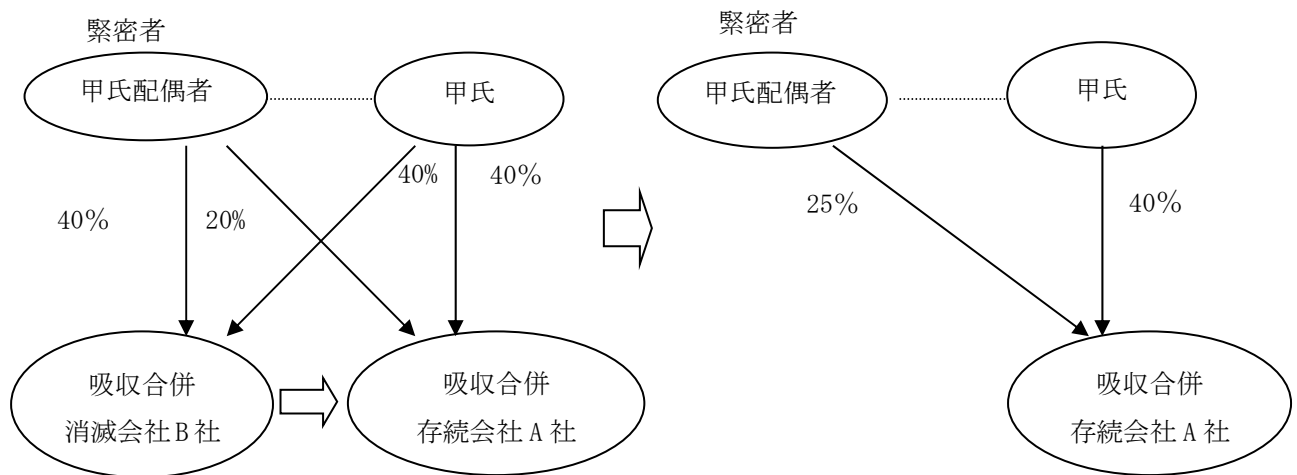 緊密者
甲氏配偶者
甲氏
40%
20%
40%
40%
吸収合併
消滅会社B社
吸収合併
存続会社A社
緊密者
甲氏配偶者
甲氏
25%
40%
吸収合併
存続会社A社